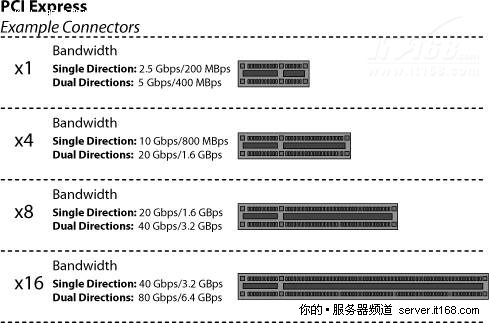 PCI Express
Example Connectors
x1
Bandwidth
Single Direction: 2.5 Gbps/200 MBps
Dual Directions: 5 Gbps/400 MBps
x4
Bandwidth
Single Direction: 10 Gbps/800 MBps
Dual Directions: 20 Gbps/1.6 GBps
x8
Bandwidth
Single Direction: 20 Gbps/1.6 GBps
Dual Directions: 40 Gbps/3.2 GBps
x16
Bandwidth
Single Direction: 40 Gbps/3.2 GBps
Dual Directions: 80 Gbps/6.4 GBps
it168.com
www.it168.com
你的·服务器频道 server.it168.com